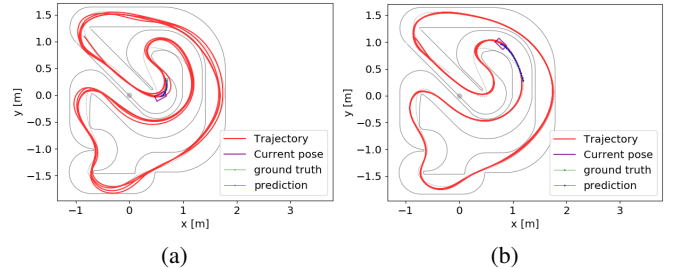 1.5
1.0
0.5
0.0
−0.5
−1.0
−1.5
y [m]
−1
0
1
2
3
x [m]
Trajectory
Current pose
ground truth
prediction
(a)
1.5
1.0
0.5
0.0
−0.5
−1.0
−1.5
y [m]
−1
0
1
2
3
x [m]
Trajectory
Current pose
ground truth
prediction
(b)